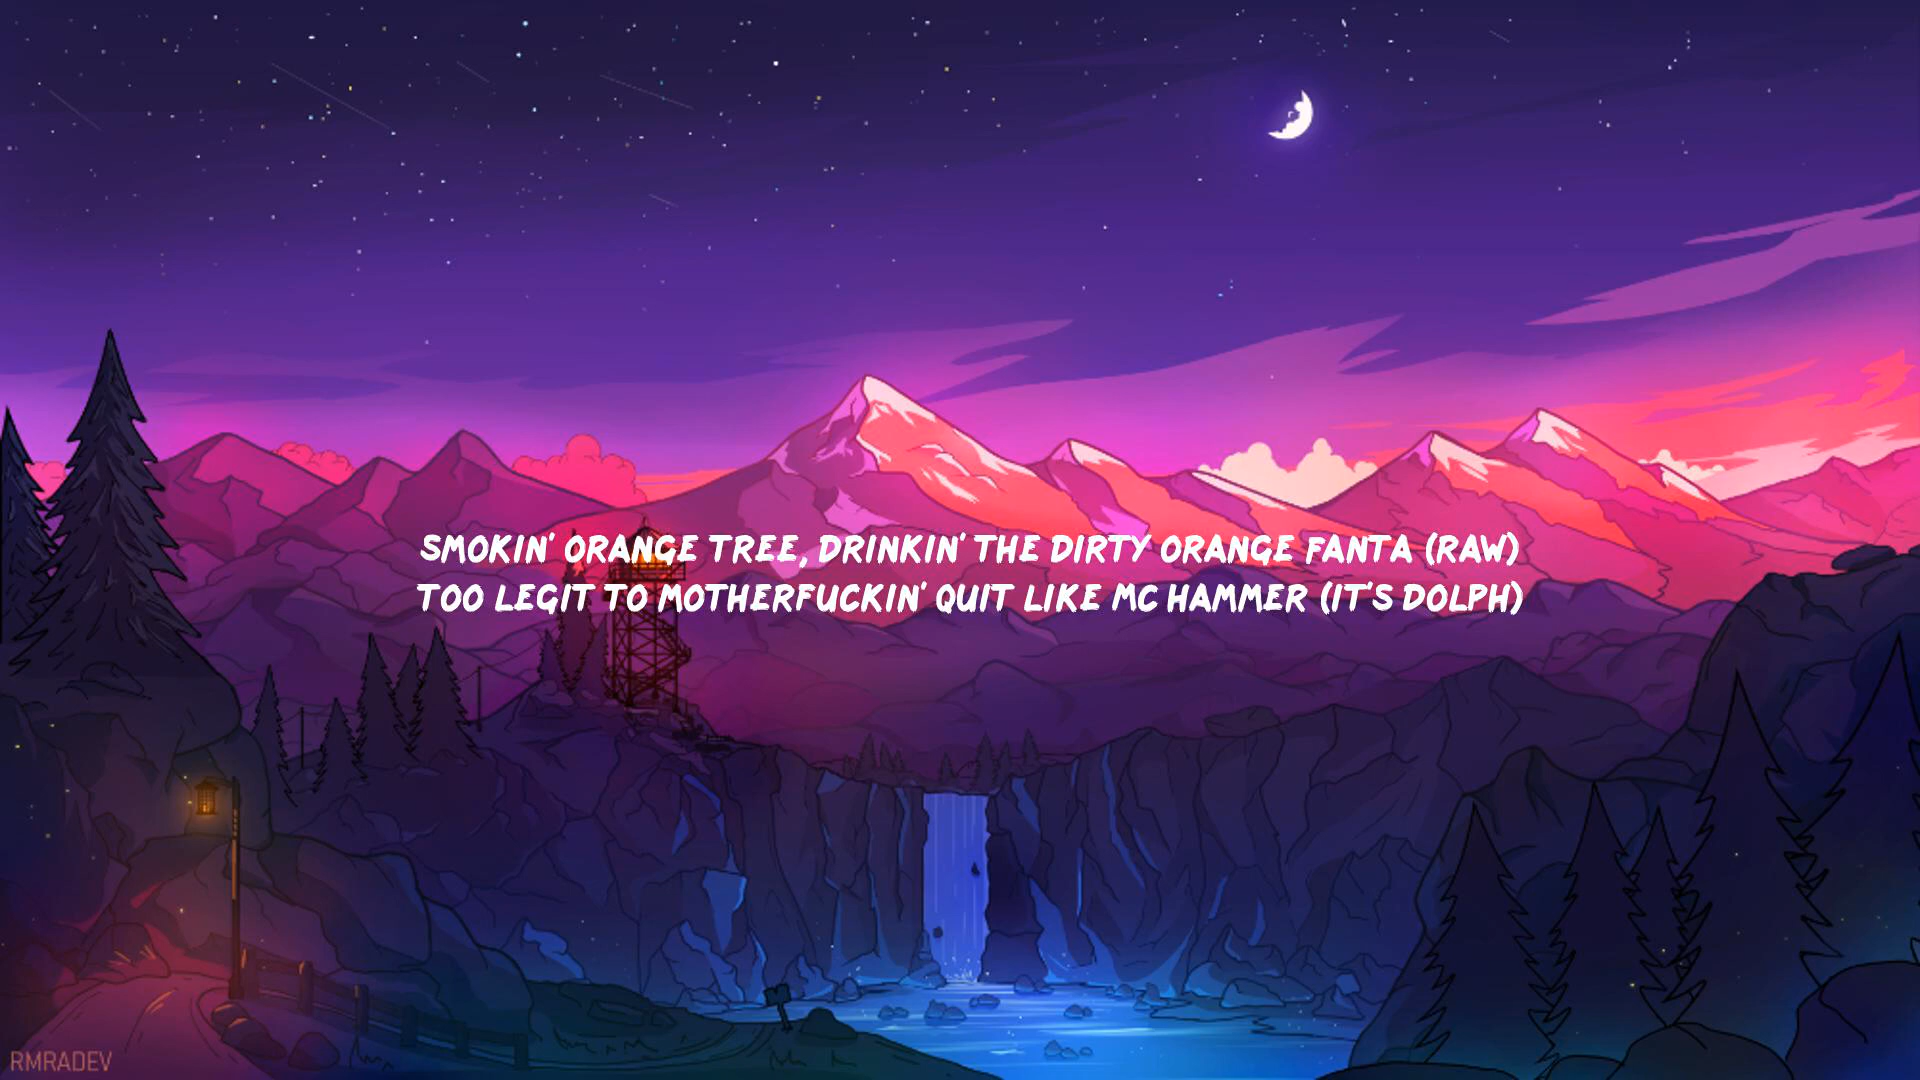 SMOKIN' ORANGE TREE, DRINKIN' THE DIRTY ORANGE FANTA (RAW)
TOO LEGIT TO MOTHERFUCKIN' QUIT LIKE MC HAMMER (IT'S DOLPH)
RMRADEV